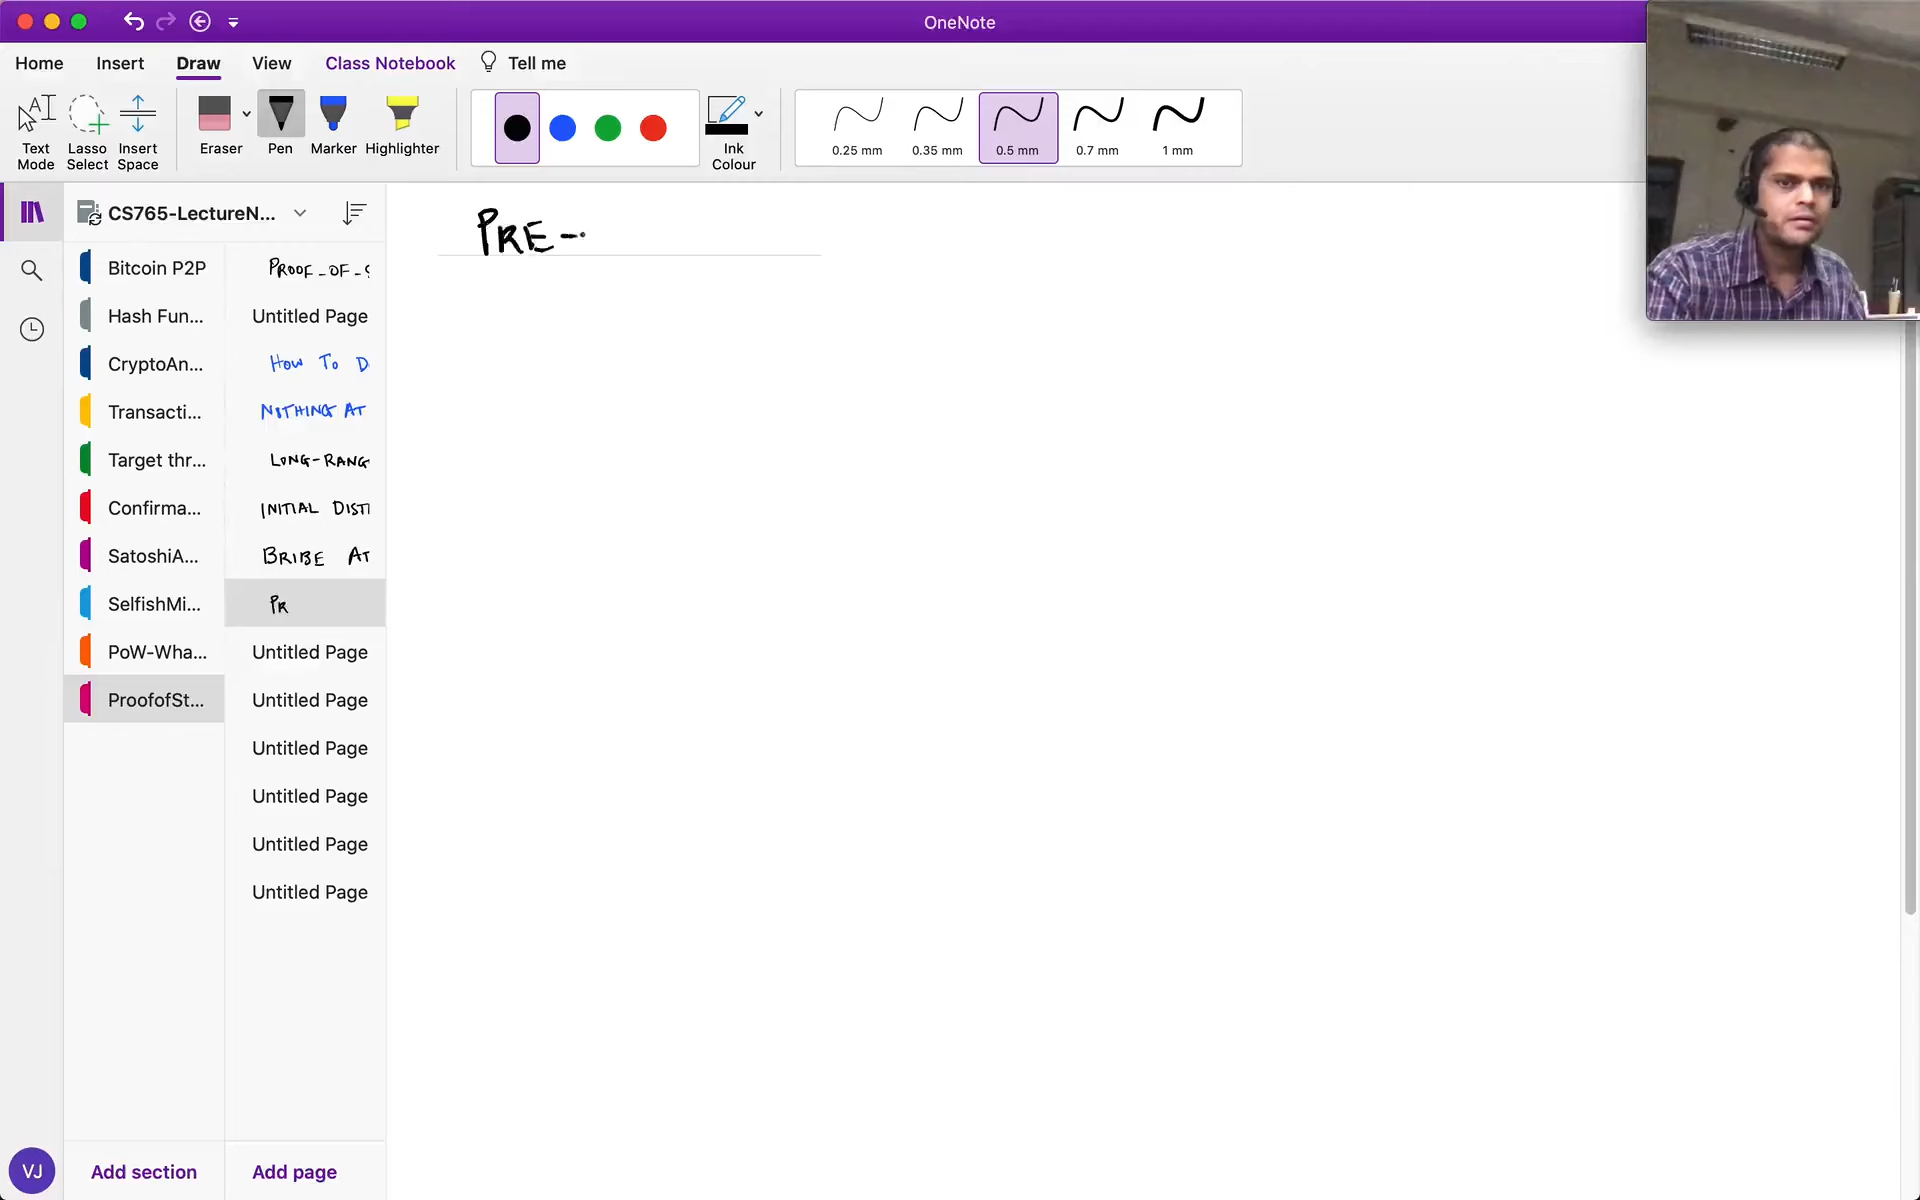 OneNote
Home Insert Draw View Class Notebook Tell me
Text Mode
Lasso Select
Insert Space
Eraser
Pen
Marker
Highlighter
Ink Colour
0.25 mm
0.35 mm
0.5 mm
0.7 mm
1 mm
CS765-LectureN...
Bitcoin P2P
Hash Fun...
CryptoAn...
Transacti...
Target thr...
Confirma...
SatoshiA...
SelfishMi...
PoW-Wha...
ProofofSt...
PROOF-OF-S
Untitled Page
HOW TO D
NOTHING AT
LONG-RANG
INITIAL DISTI
BRIBE AT
PR
Untitled Page
Untitled Page
Untitled Page
Untitled Page
Untitled Page
Untitled Page
PRE-
VJ
Add section
Add page